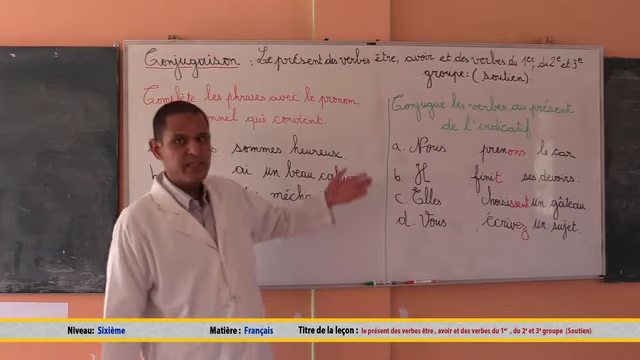 Conjugaison : Le présent des verbes être, avoir et des verbes du 1er, du 2e et 3e
groupe : (soutien)
Complète les phrases avec le pronom
nnel qui convient.
sommes heureux.
ai un beau
Conjugue les verbes au présent
de l'indicatif
a. Nous prenons le car
b. Il finit ses devoirs.
c. Elles choisissent un gâteau.
d. Vous écrivez un sujet.
Niveau: Sixième Matière : Français Titre de la leçon : le présent des verbes être , avoir et des verbes du 1er , du 2e et 3e groupe (Soutien)